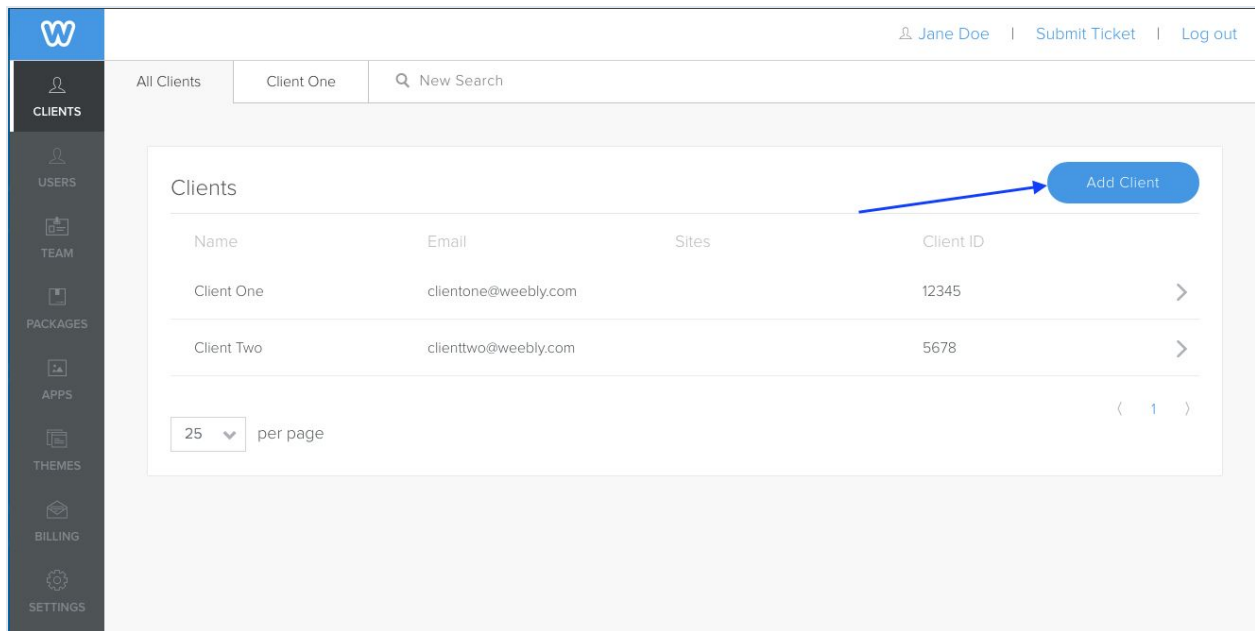 Jane Doe | Submit Ticket | Log out
All Clients Client One New Search
CLIENTS
USERS
TEAM
PACKAGES
APPS
THEMES
BILLING
SETTINGS
Clients Add Client
Name Email Sites Client ID
Client One clientone@weebly.com 12345
Client Two clienttwo@weebly.com 5678
1
25 per page